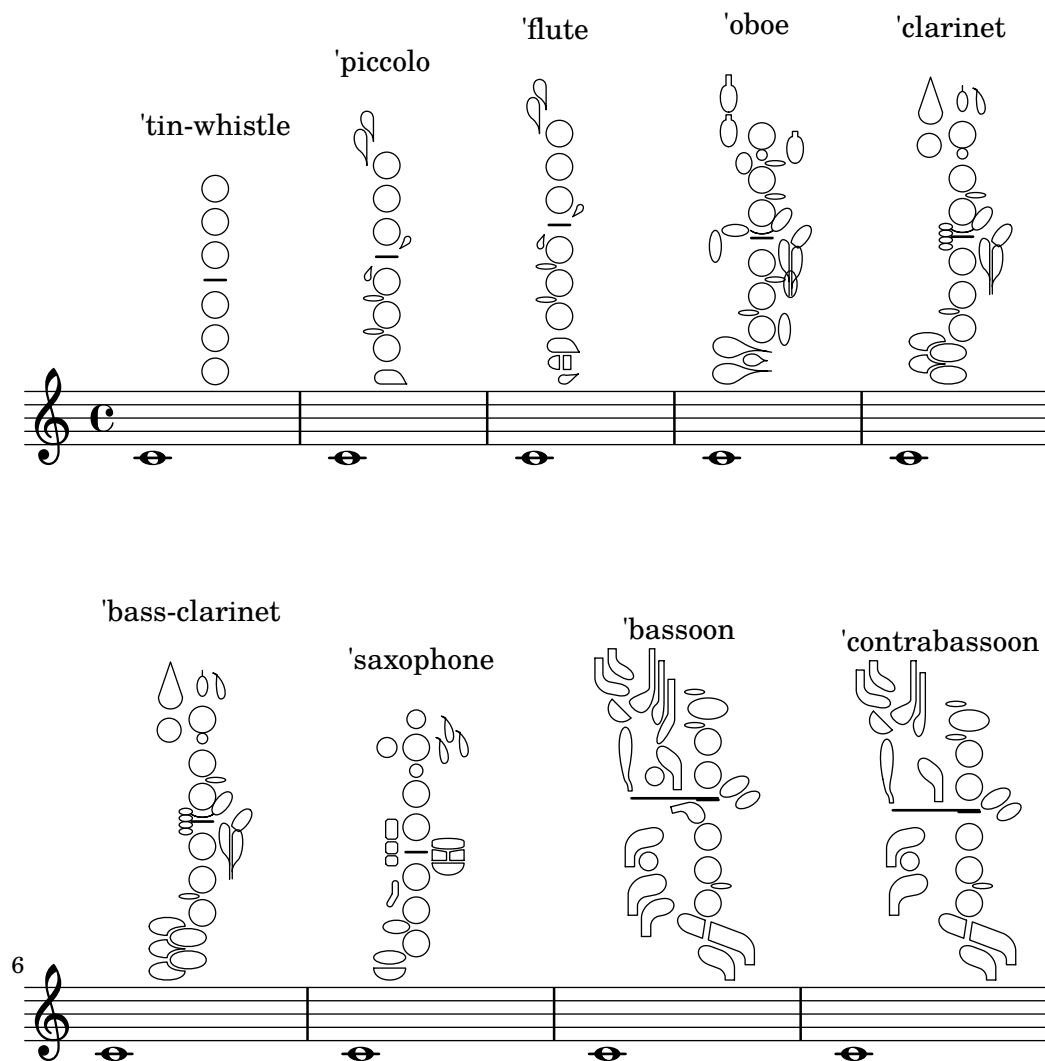 'tin-whistle
'piccolo
'flute
'oboe
'clarinet
'bass-clarinet
'saxophone
'bassoon
'contrabassoon
6